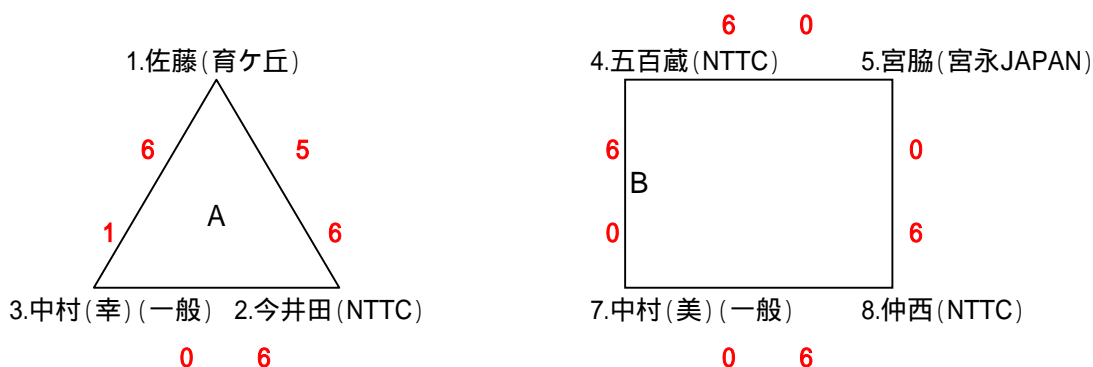 6 0
1.佐藤(育ケ丘)
4.五百蔵(NTTC) 5.宮脇(宮永JAPAN)
6 5 6 0
B
A
1 6 0 6
3.中村(幸)(一般) 2.今井田(NTTC)
7.中村(美)(一般) 8.仲西(NTTC)
0 6 0 6